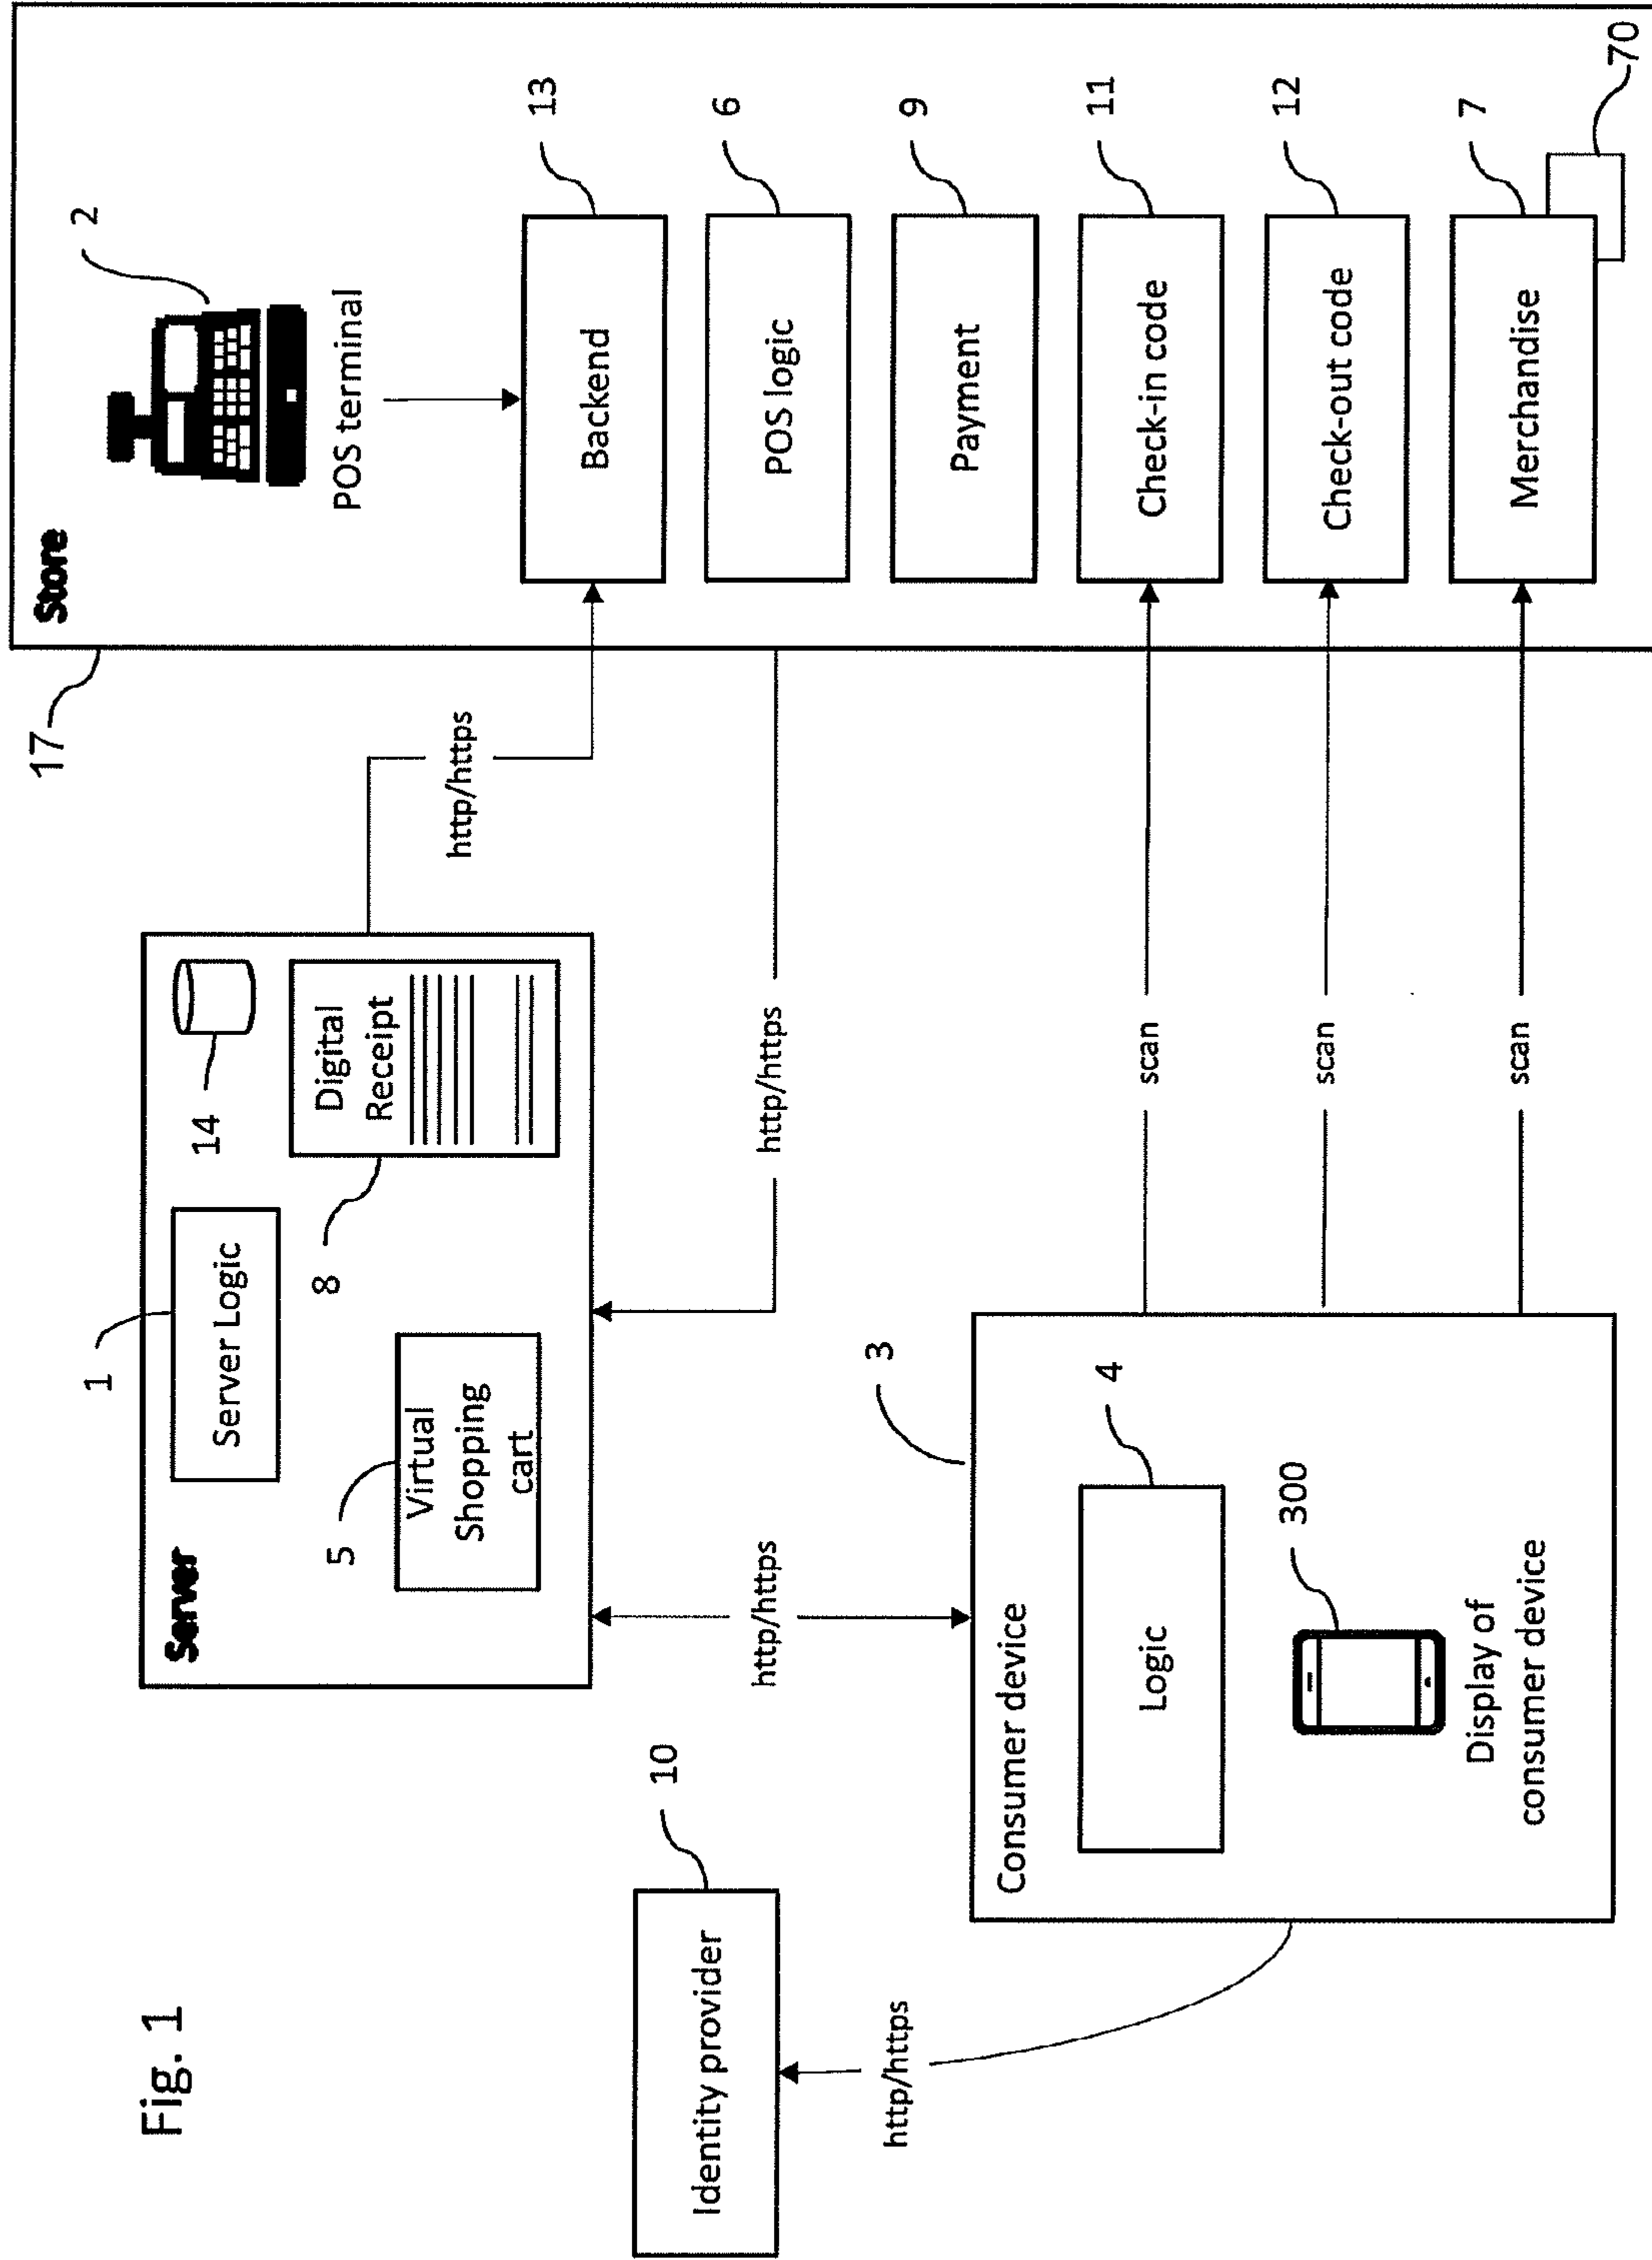 Fig. 1
Identity provider
10
http/https
Server
1
Server Logic
14
5
Virtual
Shopping
cart
8
Digital
Receipt
http/https
http/https
http/https
Consumer device
3
4
Logic
300
Display of
consumer device
scan
scan
scan
17
Store
2
POS terminal
Backend
13
POS logic
6
Payment
9
Check-in code
11
Check-out code
12
Merchandise
7
70